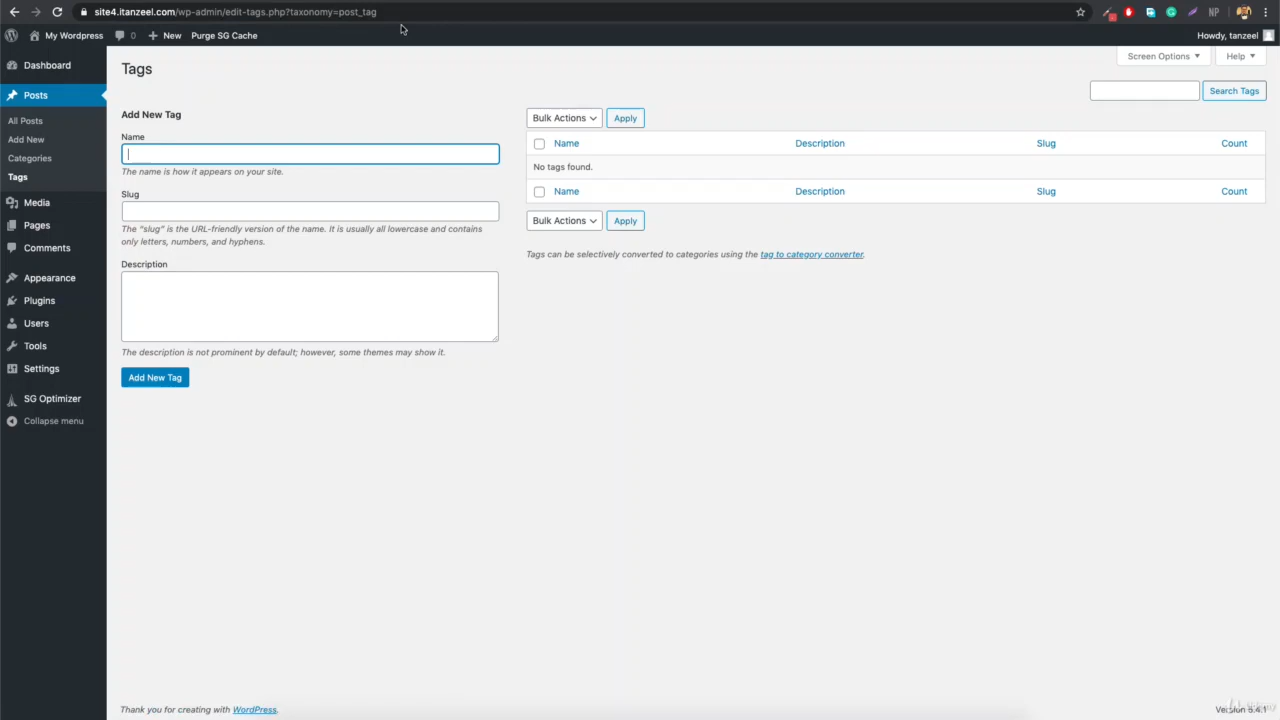 site4.itanzeel.com/wp-admin/edit-tags.php?taxonomy=post_tag
NP
My WordPress 0 New Purge SG Cache Howdy, tanzeel
Dashboard
Posts
All Posts
Add New
Categories
Tags
Media
Pages
Comments
Appearance
Plugins
Users
Tools
Settings
SG Optimizer
Collapse menu
Screen Options Help
Tags
Search Tags
Add New Tag
Name
The name is how it appears on your site.
Slug
The “slug” is the URL-friendly version of the name. It is usually all lowercase and contains
only letters, numbers, and hyphens.
Description
The description is not prominent by default; however, some themes may show it.
Add New Tag
Bulk Actions Apply
Name Description Slug Count
No tags found.
Name Description Slug Count
Bulk Actions Apply
Tags can be selectively converted to categories using the tag to category converter.
Thank you for creating with WordPress.
Version 5.4.1